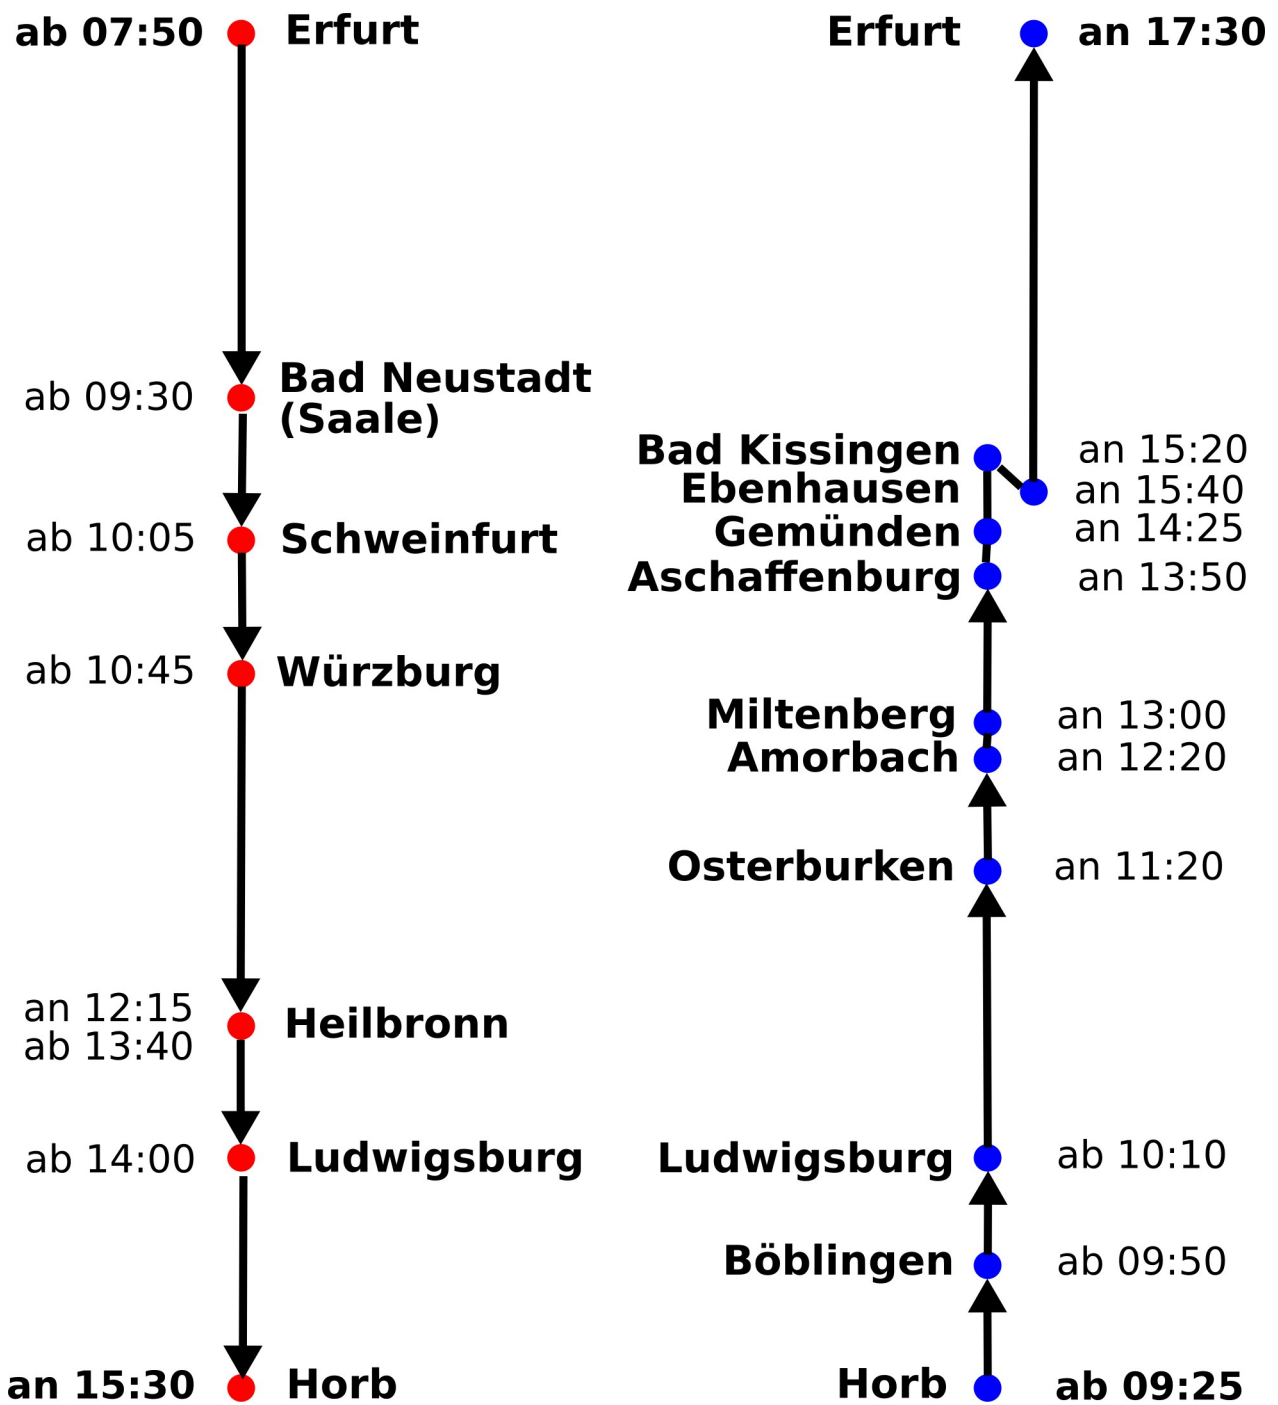 ab 07:50 Erfurt
ab 09:30 Bad Neustadt
(Saale)
ab 10:05 Schweinfurt
ab 10:45 Würzburg
an 12:15
ab 13:40 Heilbronn
ab 14:00 Ludwigsburg
an 15:30 Horb
Erfurt an 17:30
Bad Kissingen an 15:20
Ebenhausen an 15:40
Gemünden an 14:25
Aschaffenburg an 13:50
Miltenberg an 13:00
Amorbach an 12:20
Osterburken an 11:20
Ludwigsburg ab 10:10
Böblingen ab 09:50
Horb ab 09:25